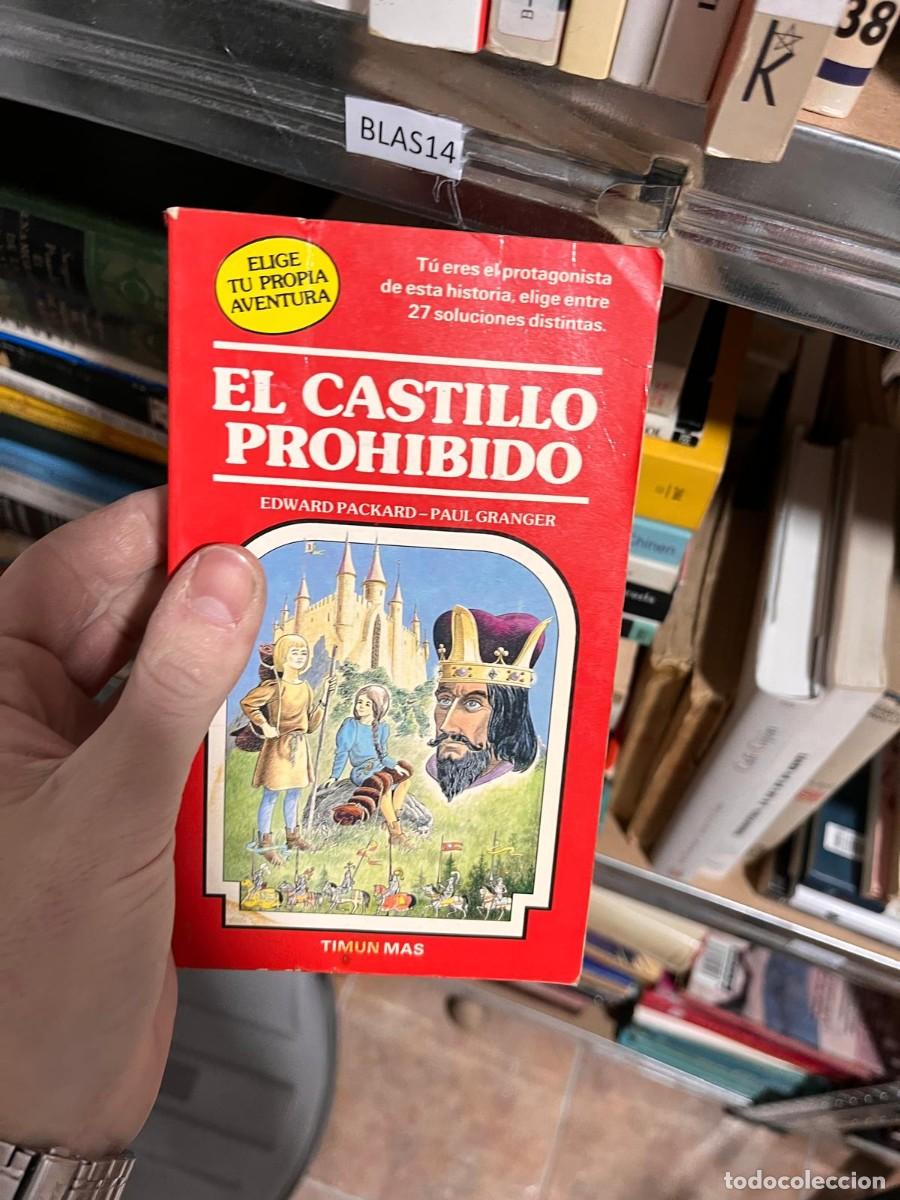 38
K
BLAS14
ELIGE
TU PROPIA
AVENTURA
Tú eres el protagonista
de esta historia, elige entre
27 soluciones distintas.
EL CASTILLO
PROHIBIDO
EDWARD PACKARD – PAUL GRANGER
TIMUN MAS
todocoleccion